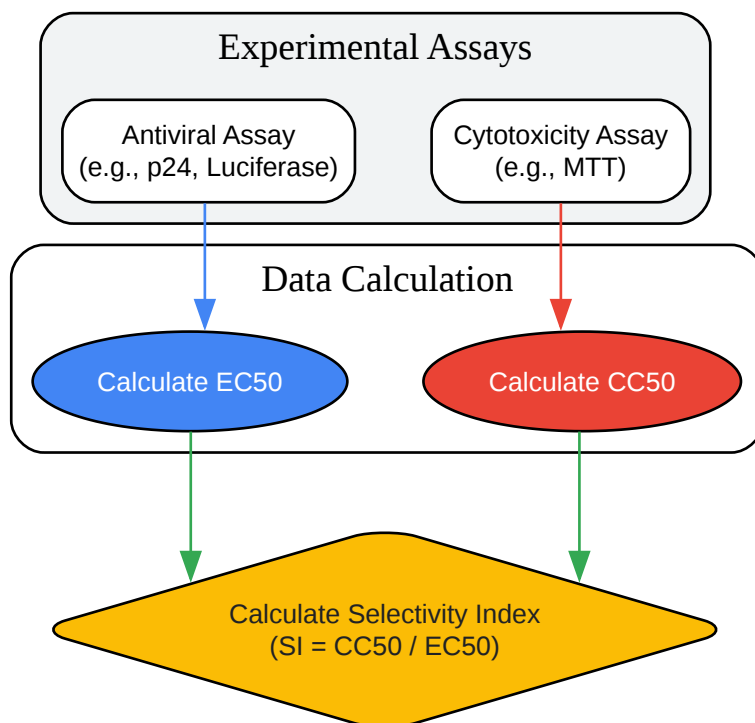 Experimental Assays
Antiviral Assay
(e.g., p24, Luciferase)
Cytotoxicity Assay
(e.g., MTT)
Data Calculation
Calculate EC50
Calculate CC50
Calculate Selectivity Index
(SI = CC50 / EC50)